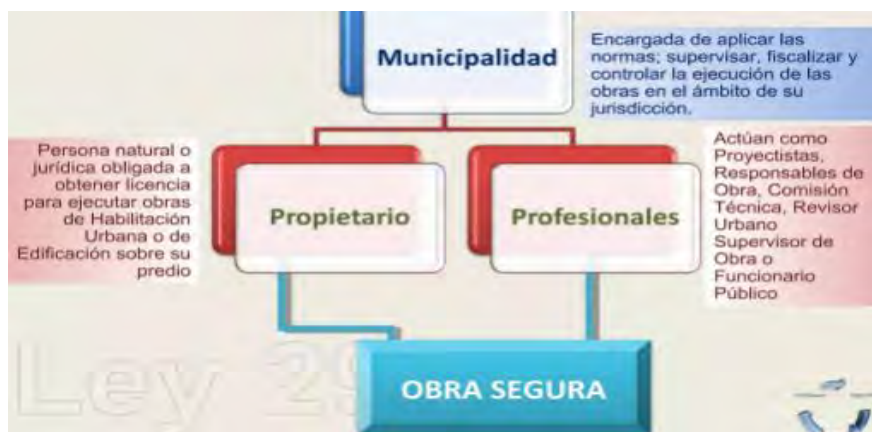 Municipalidad
Encargada de aplicar las
normas; supervisar, fiscalizar y
controlar la ejecución de las
obras en el ámbito de su
jurisdicción.
Persona natural o
jurídica obligada a
obtener licencia
para ejecutar obras
de Habilitación
Urbana o de
Edificación sobre su
predio
Propietario
Profesionales
Actúan como
Proyectistas,
Responsables de
Obra, Comisión
Técnica, Revisor
Urbano
Supervisor de
Obra o
Funcionario
Público
Ley 29
OBRA SEGURA